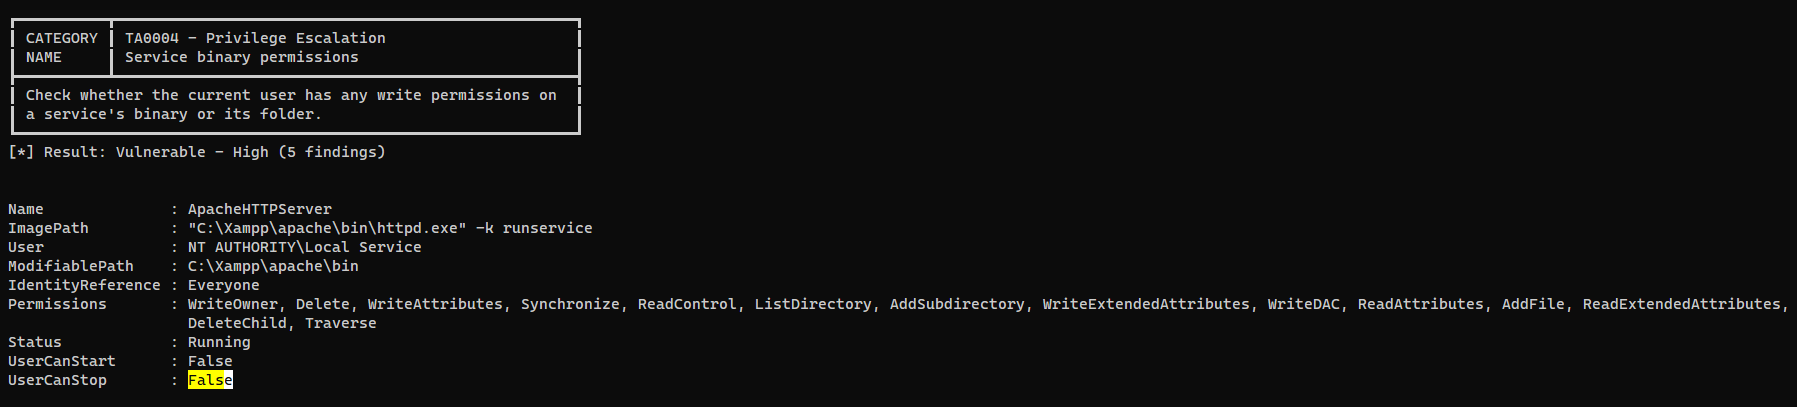 CATEGORY TA0004 - Privilege Escalation
NAME Service binary permissions
Check whether the current user has any write permissions on
a service's binary or its folder.
[*] Result: Vulnerable - High (5 findings)
Name : ApacheHTTPServer
ImagePath : "C:\Xampp\apache\bin\httpd.exe" -k runservice
User : NT AUTHORITY\Local Service
ModifiablePath : C:\Xampp\apache\bin
IdentityReference : Everyone
Permissions : WriteOwner, Delete, WriteAttributes, Synchronize, ReadControl, ListDirectory, AddSubdirectory, WriteExtendedAttributes, WriteDAC, ReadAttributes, AddFile, ReadExtendedAttributes,
DeleteChild, Traverse
Status : Running
UserCanStart : False
UserCanStop : False